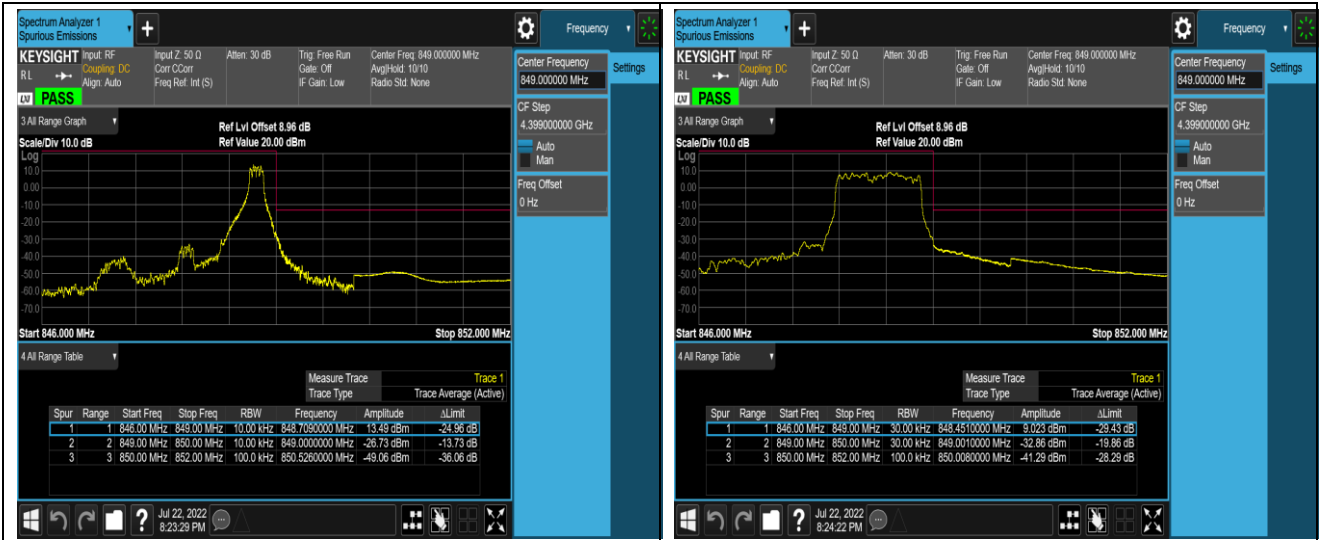 Spectrum Analyzer 1
Spurious Emissions
+
Frequency
KEYSIGHT Input: RF Input Z: 50 Ω Atten: 30 dB Trig: Free Run Center Freq: 849.000000 MHz
Coupling: DC Corr CCorr Gate: Off Avg|Hold: 10/10
RL Align: Auto Freq Ref: Int (S) IF Gain: Low Radio Std: None
LXI PASS
Center Frequency
849.000000 MHz
Settings
CF Step
4.399000000 GHz
Auto
Man
Freq Offset
0 Hz
3 All Range Graph
Ref Lvl Offset 8.96 dB
Scale/Div 10.0 dB Ref Value 20.00 dBm
Log
10.0
0.00
-10.0
-20.0
-30.0
-40.0
-50.0
-60.0
-70.0
Start 846.000 MHz Stop 852.000 MHz
4 All Range Table
Measure Trace Trace 1
Trace Type Trace Average (Active)
Spur Range Start Freq Stop Freq RBW Frequency Amplitude ΔLimit
1 1 846.00 MHz 849.00 MHz 10.00 kHz 848.7090000 MHz 13.49 dBm -24.96 dB
2 2 849.00 MHz 850.00 MHz 10.00 kHz 849.0000000 MHz -26.73 dBm -13.73 dB
3 3 850.00 MHz 852.00 MHz 100.0 kHz 850.5260000 MHz -49.06 dBm -36.06 dB
?
Jul 22, 2022
8:23:29 PM
Spectrum Analyzer 1
Spurious Emissions
+
Frequency
KEYSIGHT Input: RF Input Z: 50 Ω Atten: 30 dB Trig: Free Run Center Freq: 849.000000 MHz
Coupling: DC Corr CCorr Gate: Off Avg|Hold: 10/10
RL Align: Auto Freq Ref: Int (S) IF Gain: Low Radio Std: None
LXI PASS
Center Frequency
849.000000 MHz
Settings
CF Step
4.399000000 GHz
Auto
Man
Freq Offset
0 Hz
3 All Range Graph
Ref Lvl Offset 8.96 dB
Scale/Div 10.0 dB Ref Value 20.00 dBm
Log
10.0
0.00
-10.0
-20.0
-30.0
-40.0
-50.0
-60.0
-70.0
Start 846.000 MHz Stop 852.000 MHz
4 All Range Table
Measure Trace Trace 1
Trace Type Trace Average (Active)
Spur Range Start Freq Stop Freq RBW Frequency Amplitude ΔLimit
1 1 846.00 MHz 849.00 MHz 30.00 kHz 848.4510000 MHz 9.023 dBm -29.43 dB
2 2 849.00 MHz 850.00 MHz 30.00 kHz 849.0010000 MHz -32.86 dBm -19.86 dB
3 3 850.00 MHz 852.00 MHz 100.0 kHz 850.0080000 MHz -41.29 dBm -28.29 dB
?
Jul 22, 2022
8:24:22 PM